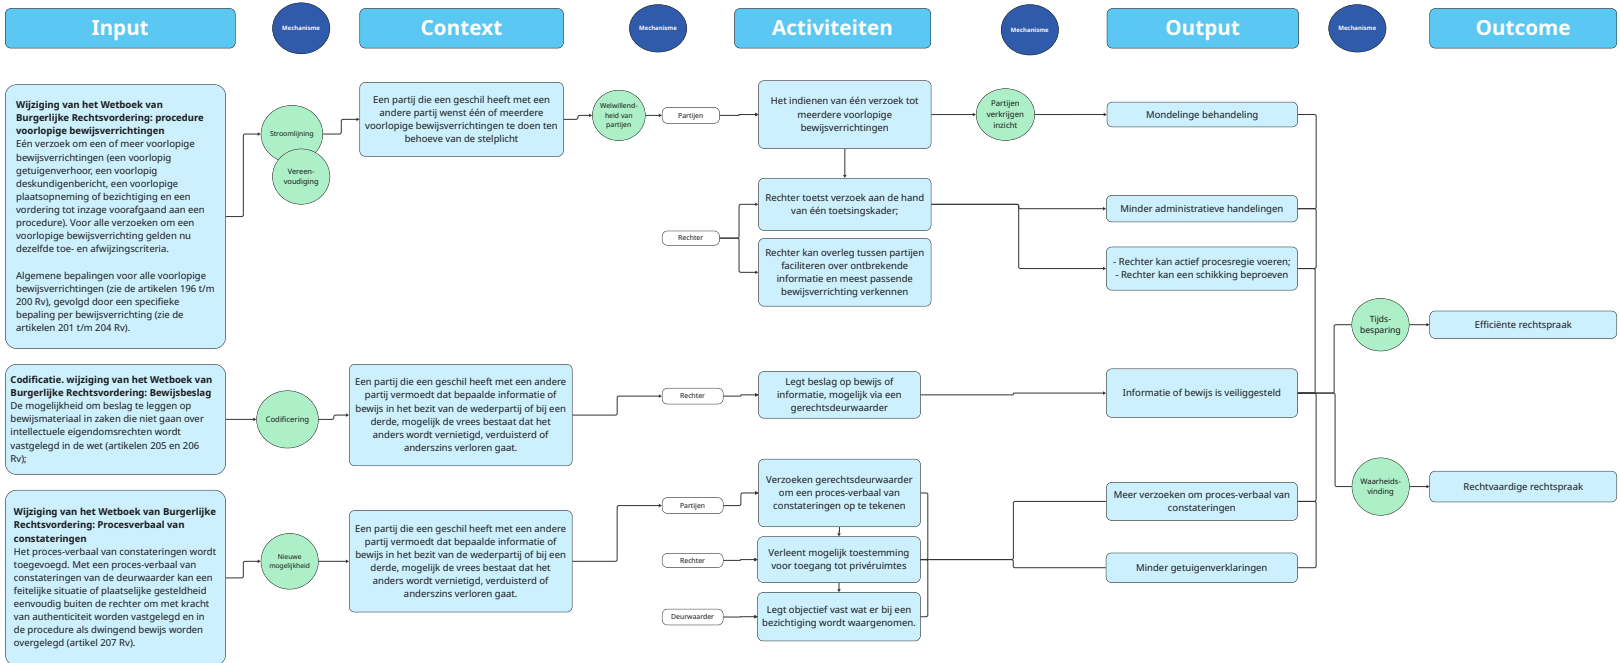 Input
Mechanisme
Context
Mechanisme
Activiteiten
Mechanisme
Output
Mechanisme
Outcome
Wijziging van het Wetboek van
Burgerlijke Rechtsvordering: procedure
voorlopige bewijsverrichtingen
Eén verzoek om een of meer voorlopige
bewijsverrichtingen (een voorlopig
getuigenverhoor, een voorlopig
deskundigenbericht, een voorlopige
plaatsopneming of bezichtiging en een
vordering tot inzage voorafgaand aan een
procedure). Voor alle verzoeken om een
voorlopige bewijsverrichting gelden nu
dezelfde toe- en afwijzingscriteria.
Algemene bepalingen voor alle voorlopige
bewijsverrichtingen (zie de artikelen 196 t/m
200 Rv), gevolgd door een specifieke
bepaling per bewijsverrichting (zie de
artikelen 201 t/m 204 Rv).
Stroomlijning
Vereen-
voudiging
Een partij die een geschil heeft met een
andere partij wenst één of meerdere
voorlopige bewijsverrichtingen te doen ten
behoeve van de stelplicht
Welwillend-
heid van
partijen
Partijen
Het indienen van één verzoek tot
meerdere voorlopige
bewijsverrichtingen
Partijen
verkrijgen
inzicht
Mondelinge behandeling
Rechter
Rechter toetst verzoek aan de hand
van één toetsingskader;
Rechter kan overleg tussen partijen
faciliteren over ontbrekende
informatie en meest passende
bewijsverrichting verkennen
Minder administratieve handelingen
- Rechter kan actief procesregie voeren;
- Rechter kan een schikking beproeven
Tijds-
besparing
Efficiënte rechtspraak
Codificatie. wijziging van het Wetboek van
Burgerlijke Rechtsvordering: Bewijsbeslag
De mogelijkheid om beslag te leggen op
bewijsmateriaal in zaken die niet gaan over
intellectuele eigendomsrechten wordt
vastgelegd in de wet (artikelen 205 en 206
Rv);
Codificering
Een partij die een geschil heeft met een andere
partij vermoedt dat bepaalde informatie of
bewijs in het bezit van de wederpartij of bij een
derde, mogelijk de vrees bestaat dat het
anders wordt vernietigd, verduisterd of
anderszins verloren gaat.
Rechter
Legt beslag op bewijs of
informatie, mogelijk via een
gerechtsdeurwaarder
Informatie of bewijs is veiliggesteld
Waarheids-
vinding
Rechtvaardige rechtspraak
Wijziging van het Wetboek van Burgerlijke
Rechtsvordering: Procesverbaal van
constateringen
Het proces-verbaal van constateringen wordt
toegevoegd. Met een proces-verbaal van
constateringen van de deurwaarder kan een
feitelijke situatie of plaatselijke gesteldheid
eenvoudig buiten de rechter om met kracht
van authenticiteit worden vastgelegd en in
de procedure als dwingend bewijs worden
overgelegd (artikel 207 Rv).
Nieuwe
mogelijkheid
Een partij die een geschil heeft met een andere
partij vermoedt dat bepaalde informatie of
bewijs in het bezit van de wederpartij of bij een
derde, mogelijk de vrees bestaat dat het
anders wordt vernietigd, verduisterd of
anderszins verloren gaat.
Partijen
Verzoeken gerechtsdeurwaarder
om een proces-verbaal van
constateringen op te tekenen
Rechter
Verleent mogelijk toestemming
voor toegang tot privéruimtes
Deurwaarder
Legt objectief vast wat er bij een
bezichtiging wordt waargenomen.
Meer verzoeken om proces-verbaal van
constateringen
Minder getuigenverklaringen